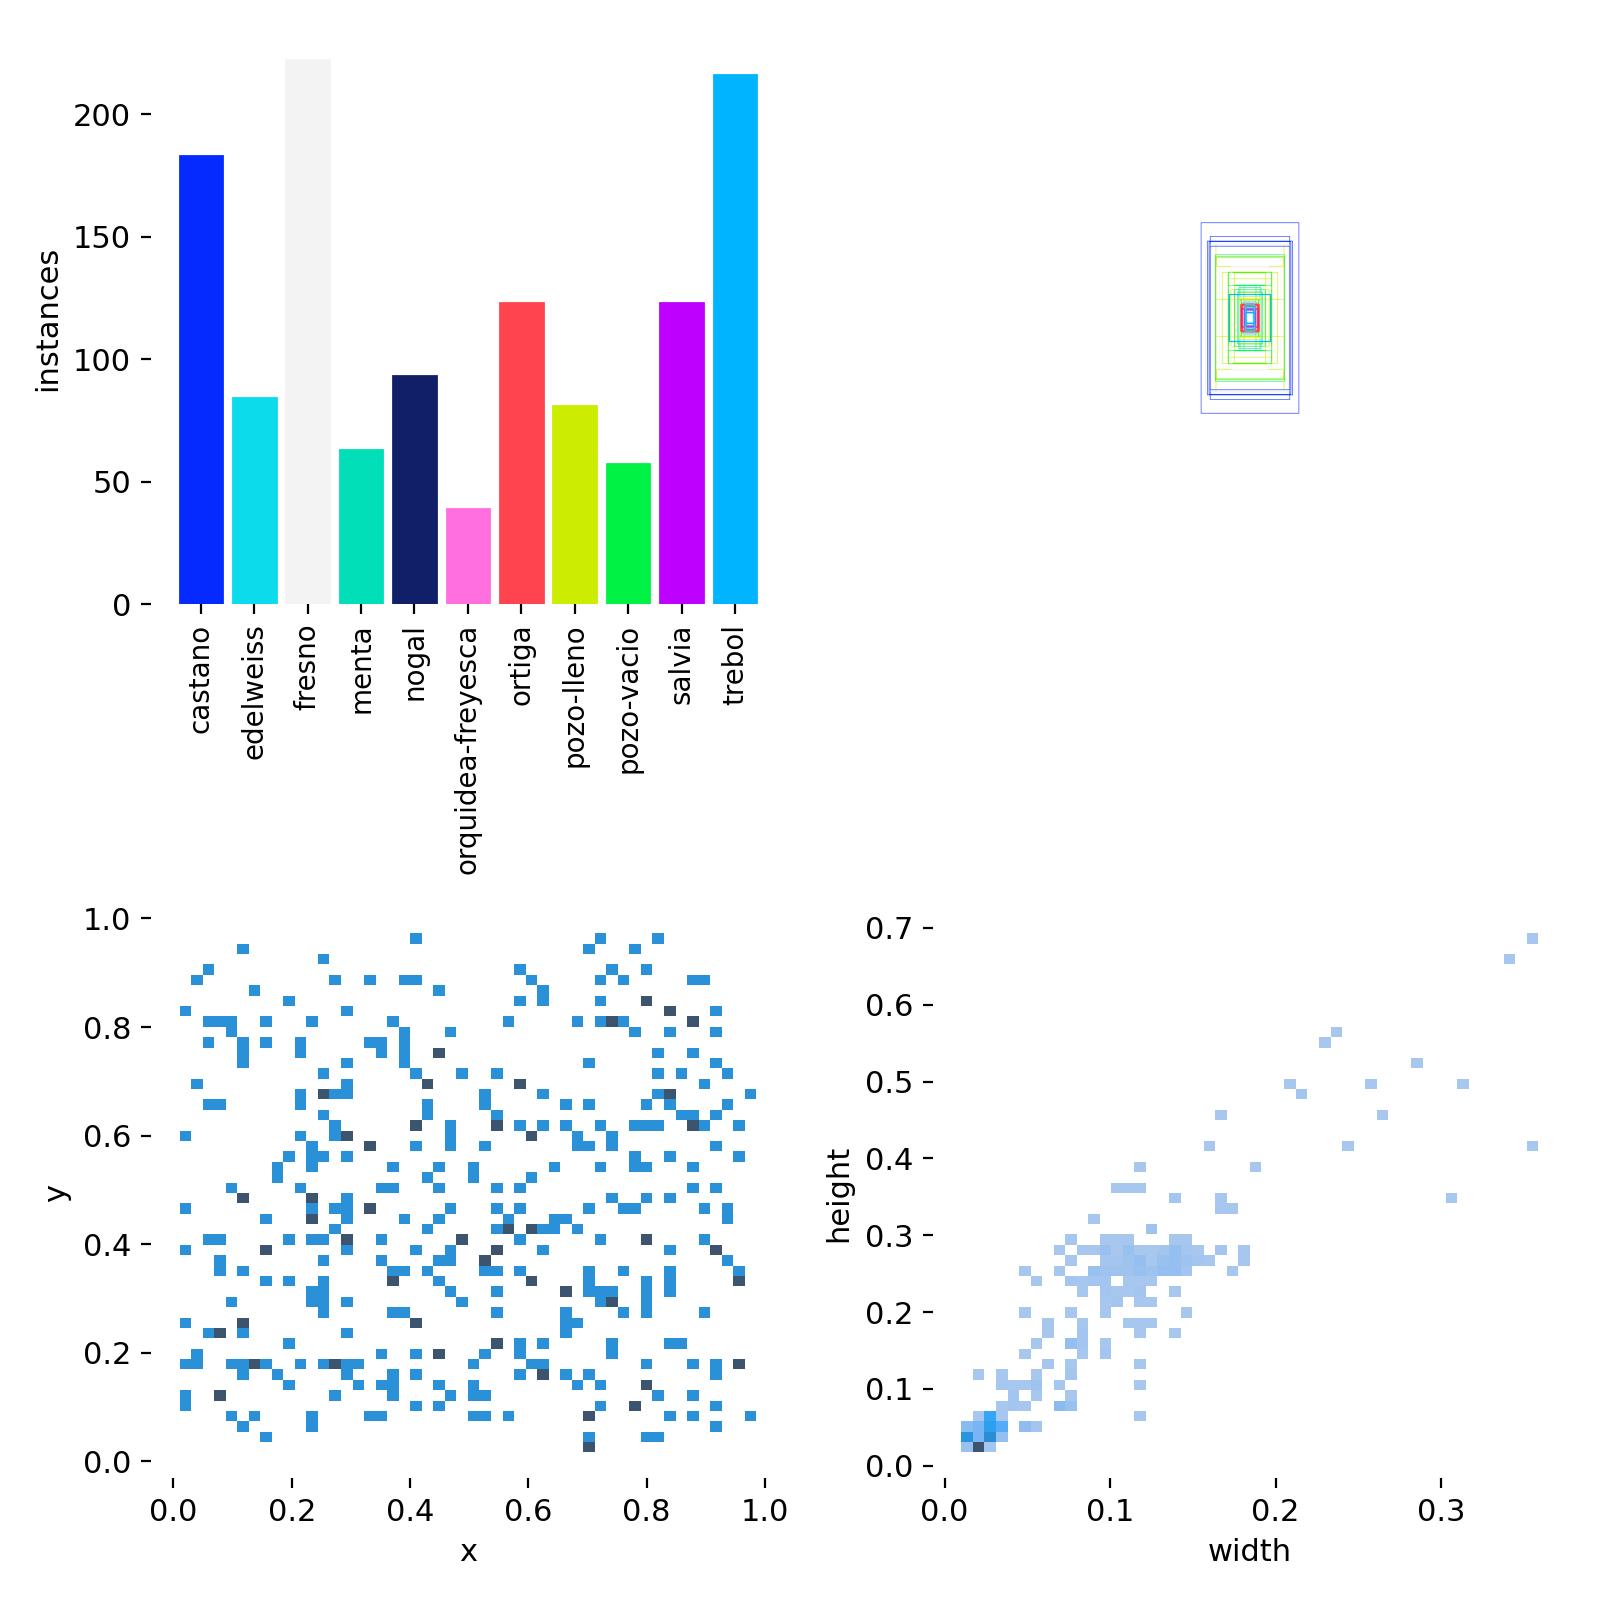 200
150
100
50
0
instances
castano
edelweiss
fresno
menta
nogal
orquidea-freyesca
ortiga
pozo-lleno
pozo-vacio
salvia
trebol
1.0
0.8
0.6
0.4
0.2
0.0
y
0.0 0.2 0.4 0.6 0.8 1.0
x
0.7
0.6
0.5
0.4
0.3
0.2
0.1
0.0
height
0.0 0.1 0.2 0.3
width